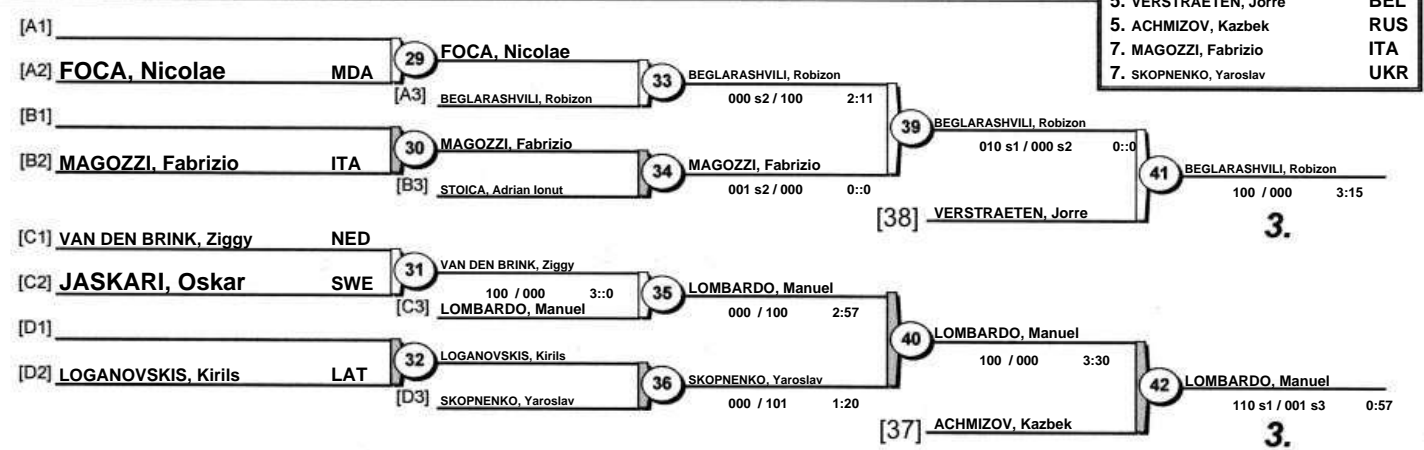 5. VERSTRAETEN, Jorre BEL
5. ACHMIZOV, Kazbek RUS
7. MAGOZZI, Fabrizio ITA
7. SKOPNENKO, Yaroslav UKR
[A1]
[A2] FOCA, Nicolae MDA
29
FOCA, Nicolae
[A3] BEGLARASHVILI, Robizon
33
BEGLARASHVILI, Robizon
000 s2 / 100 2:11
[B1]
[B2] MAGOZZI, Fabrizio ITA
30
MAGOZZI, Fabrizio
[B3] STOICA, Adrian Ionut
34
MAGOZZI, Fabrizio
001 s2 / 000 0::0
39
BEGLARASHVILI, Robizon
010 s1 / 000 s2 0::0
[38] VERSTRAETEN, Jorre
41
BEGLARASHVILI, Robizon
100 / 000 3:15
3.
[C1] VAN DEN BRINK, Ziggy NED
[C2] JASKARI, Oskar SWE
31
VAN DEN BRINK, Ziggy
100 / 000 3::0
[C3] LOMBARDO, Manuel
35
LOMBARDO, Manuel
000 / 100 2:57
[D1]
[D2] LOGANOVSKIS, Kirils LAT
32
LOGANOVSKIS, Kirils
[D3] SKOPNENKO, Yaroslav
36
SKOPNENKO, Yaroslav
000 / 101 1:20
40
LOMBARDO, Manuel
100 / 000 3:30
[37] ACHMIZOV, Kazbek
42
LOMBARDO, Manuel
110 s1 / 001 s3 0:57
3.